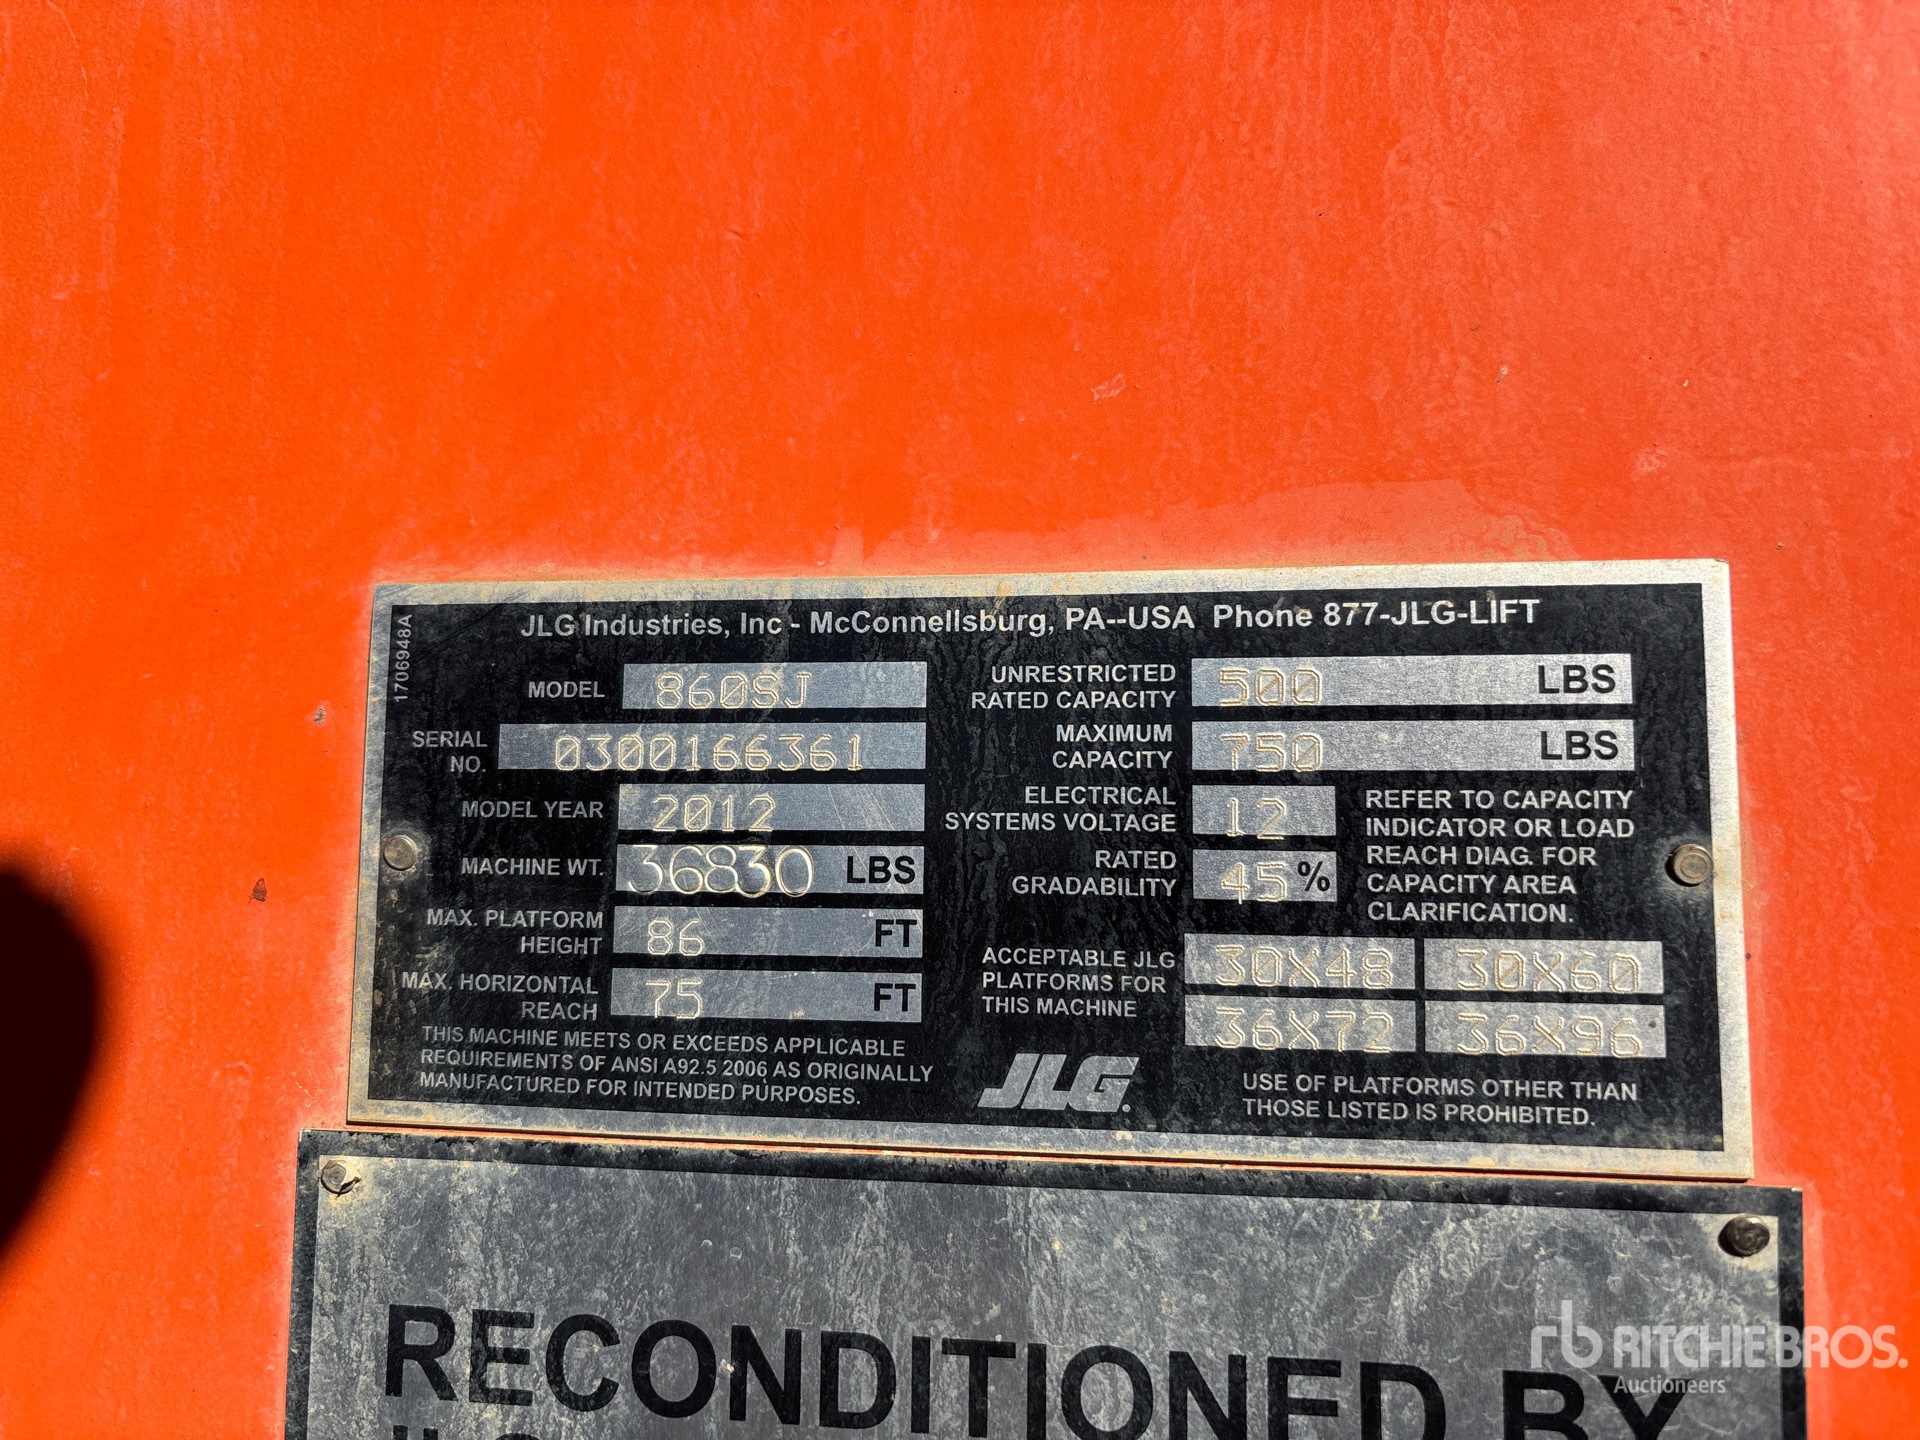 JLG Industries, Inc - McConnellsburg, PA--USA Phone 877-JLG-LIFT
1706948A
MODEL 860SJ
SERIAL
NO. 0300166361
MODEL YEAR 2012
MACHINE WT. 36830 LBS
MAX. PLATFORM
HEIGHT 86 FT
MAX. HORIZONTAL
REACH 75 FT
THIS MACHINE MEETS OR EXCEEDS APPLICABLE
REQUIREMENTS OF ANSI A92.5 2006 AS ORIGINALLY
MANUFACTURED FOR INTENDED PURPOSES.
UNRESTRICTED
RATED CAPACITY 500 LBS
MAXIMUM
CAPACITY 750 LBS
ELECTRICAL
SYSTEMS VOLTAGE 12
RATED
GRADABILITY 45 %
REFER TO CAPACITY
INDICATOR OR LOAD
REACH DIAG. FOR
CAPACITY AREA
CLARIFICATION.
ACCEPTABLE JLG
PLATFORMS FOR
THIS MACHINE
30X48 30X60
36X72 36X96
JLG.
USE OF PLATFORMS OTHER THAN
THOSE LISTED IS PROHIBITED.
RECONDITIONED BY
rb RITCHIE BROS.
Auctioneers